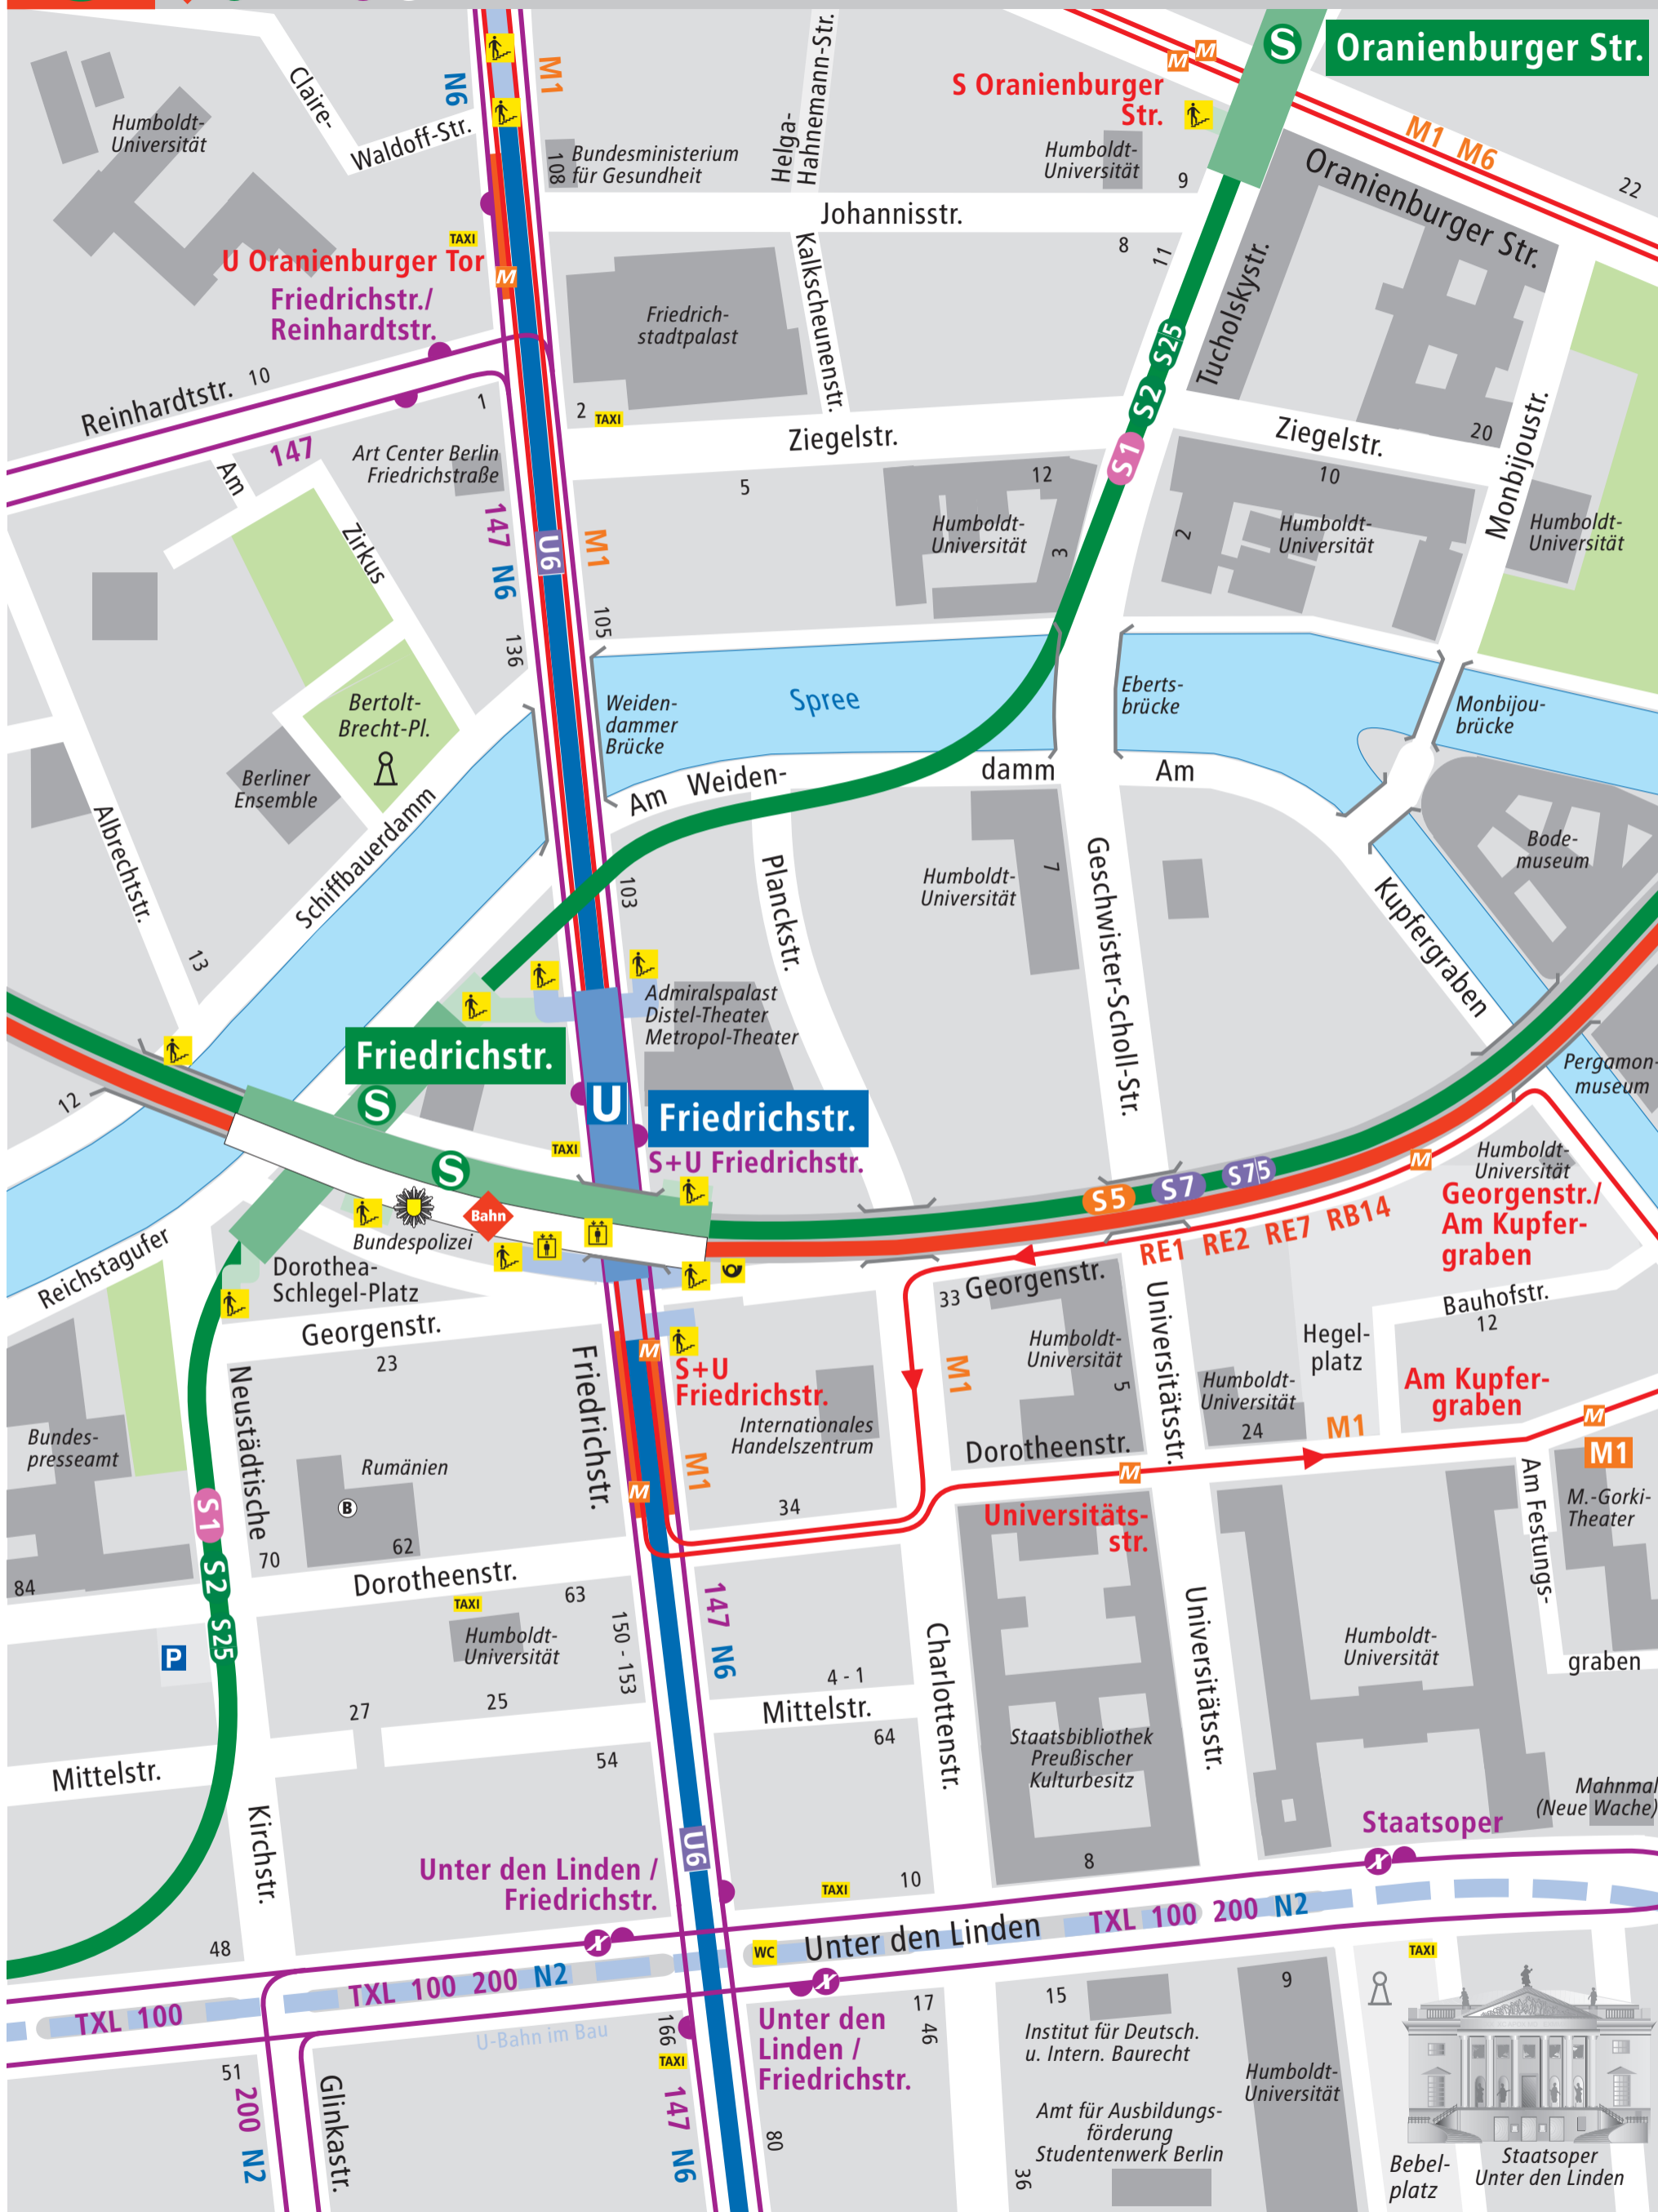 S
Oranienburger Str.
S Oranienburger
Str.
M
M
M1 M6
22
Oranienburger Str.
N6
M1
Claire-
Waldoff-Str.
Humboldt-
Universität
108
Bundesministerium
für Gesundheit
Helga-
Hahnemann-Str.
Humboldt-
Universität
9
Johannisstr.
8
11
TAXI
U Oranienburger Tor
M
Friedrichstr./
Reinhardtstr.
Friedrich-
stadtpalast
Kalkscheunenstr.
S25
S2
S1
Tucholskystr.
Reinhardtstr.
10
147
1
2
TAXI
Ziegelstr.
5
12
Ziegelstr.
20
10
Monbijoustr.
Art Center Berlin
Friedrichstraße
Am
Zirkus
147
N6
U6
M1
136
105
Humboldt-
Universität
3
2
Humboldt-
Universität
Humboldt-
Universität
Bertolt-
Brecht-Pl.
Berliner
Ensemble
Weiden-
dammer
Brücke
Spree
Eberts-
brücke
Monbijou-
brücke
Am
Weiden-
damm
Am
Kupfergraben
Albrechtstr.
13
Schiffbauerdamm
103
Planckstr.
Humboldt-
Universität
7
Geschwister-Scholl-Str.
Bode-
museum
Admiralspalast
Distel-Theater
Metropol-Theater
Friedrichstr.
S
U
Friedrichstr.
S+U Friedrichstr.
TAXI
S
12
Bahn
Bundespolizei
Reichstagufer
Dorothea-
Schlegel-Platz
Georgenstr.
23
Pergamon-
museum
S5
S7
S75
M
RE1 RE2 RE7 RB14
Humboldt-
Universität
Georgenstr./
Am Kupfer-
graben
33
Georgenstr.
Bauhofstr.
12
Hegel-
platz
Humboldt-
Universität
5
Universitätsstr.
Humboldt-
Universität
24
Am Kupfer-
graben
M
M1
M1
M1
Dorotheenstr.
M
Universitäts-
str.
M
S+U
Friedrichstr.
Internationales
Handelszentrum
M1
34
M
Friedrichstr.
Neustädtische
Kirchstr.
Bundes-
presseamt
Rumänien
B
62
70
84
S1
S2
S25
P
Dorotheenstr.
TAXI
63
Humboldt-
Universität
150 - 153
147
N6
27
25
Mittelstr.
54
4 - 1
Mittelstr.
64
Charlottenstr.
Staatsbibliothek
Preußischer
Kulturbesitz
8
Universitätsstr.
Humboldt-
Universität
Am Festungs-
graben
M.-Gorki-
Theater
Mahnmal
(Neue Wache)
Staatsoper
U6
Unter den Linden /
Friedrichstr.
TAXI
10
48
WC
Unter den Linden
TXL 100 200 N2
TXL 100 200 N2
TXL 100
U-Bahn im Bau
51
200
N2
Glinkastr.
166
TAXI
147
N6
Unter den
Linden /
Friedrichstr.
80
17
46
15
Institut für Deutsch.
u. Intern. Baurecht
Amt für Ausbildungs-
förderung
Studentenwerk Berlin
36
9
Humboldt-
Universität
TAXI
Bebel-
platz
Staatsoper
Unter den Linden